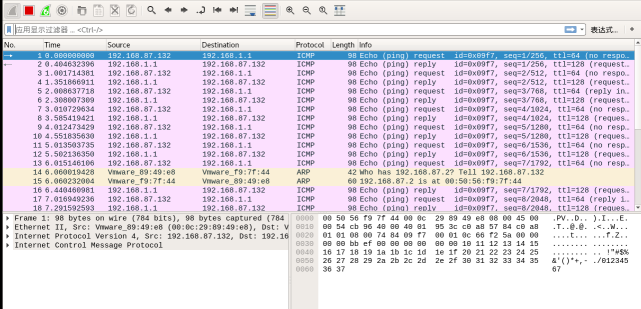 应用显示过滤器 … <Ctrl-/> 表达式… +
No. Time Source Destination Protocol Length Info
1 0.000000000 192.168.87.132 192.168.1.1 ICMP 98 Echo (ping) request id=0x09f7, seq=1/256, ttl=64 (no respo…
2 0.404632396 192.168.1.1 192.168.87.132 ICMP 98 Echo (ping) reply id=0x09f7, seq=1/256, ttl=128 (request…
3 1.001714381 192.168.87.132 192.168.1.1 ICMP 98 Echo (ping) request id=0x09f7, seq=2/512, ttl=64 (no respo…
4 1.351866911 192.168.1.1 192.168.87.132 ICMP 98 Echo (ping) reply id=0x09f7, seq=2/512, ttl=128 (request…
5 2.008637718 192.168.87.132 192.168.1.1 ICMP 98 Echo (ping) request id=0x09f7, seq=3/768, ttl=64 (reply in…
6 2.308007309 192.168.1.1 192.168.87.132 ICMP 98 Echo (ping) reply id=0x09f7, seq=3/768, ttl=128 (request…
7 3.010729634 192.168.87.132 192.168.1.1 ICMP 98 Echo (ping) request id=0x09f7, seq=4/1024, ttl=64 (no resp…
8 3.585419421 192.168.1.1 192.168.87.132 ICMP 98 Echo (ping) reply id=0x09f7, seq=4/1024, ttl=128 (reques…
9 4.012473429 192.168.87.132 192.168.1.1 ICMP 98 Echo (ping) request id=0x09f7, seq=5/1280, ttl=64 (no resp…
10 4.551835630 192.168.1.1 192.168.87.132 ICMP 98 Echo (ping) reply id=0x09f7, seq=5/1280, ttl=128 (reques…
11 5.013503735 192.168.87.132 192.168.1.1 ICMP 98 Echo (ping) request id=0x09f7, seq=6/1536, ttl=64 (no resp…
12 5.502136350 192.168.1.1 192.168.87.132 ICMP 98 Echo (ping) reply id=0x09f7, seq=6/1536, ttl=128 (reques…
13 6.015146106 192.168.87.132 192.168.1.1 ICMP 98 Echo (ping) request id=0x09f7, seq=7/1792, ttl=64 (no resp…
14 6.060019428 Vmware_89:49:e8 Vmware_f9:7f:44 ARP 42 Who has 192.168.87.2? Tell 192.168.87.132
15 6.060232004 Vmware_f9:7f:44 Vmware_89:49:e8 ARP 60 192.168.87.2 is at 00:50:56:f9:7f:44
16 6.440460981 192.168.1.1 192.168.87.132 ICMP 98 Echo (ping) reply id=0x09f7, seq=7/1792, ttl=128 (reques…
17 7.016949236 192.168.87.132 192.168.1.1 ICMP 98 Echo (ping) request id=0x09f7, seq=8/2048, ttl=64 (reply i…
18 7.291592593 192.168.1.1 192.168.87.132 ICMP 98 Echo (ping) reply id=0x09f7, seq=8/2048, ttl=128 (reques…
Frame 1: 98 bytes on wire (784 bits), 98 bytes captured (784
Ethernet II, Src: Vmware_89:49:e8 (00:0c:29:89:49:e8), Dst: V
Internet Protocol Version 4, Src: 192.168.87.132, Dst: 192.16
Internet Control Message Protocol
0000 00 50 56 f9 7f 44 00 0c 29 89 49 e8 08 00 45 00 .PV..D.. ).I...E.
0010 00 54 cb 96 40 00 40 01 95 3c c0 a8 57 84 c0 a8 .T..@.@. .<..W...
0020 01 01 08 00 74 84 09 f7 00 01 0c 66 f2 5a 00 00 ....t... ...f.Z..
0030 00 00 bb ef 00 00 00 00 00 00 10 11 12 13 14 15 ........ ........
0040 16 17 18 19 1a 1b 1c 1d 1e 1f 20 21 22 23 24 25 ........ .. !"#$%
0050 26 27 28 29 2a 2b 2c 2d 2e 2f 30 31 32 33 34 35 &'()*+,- ./012345
0060 36 37 67